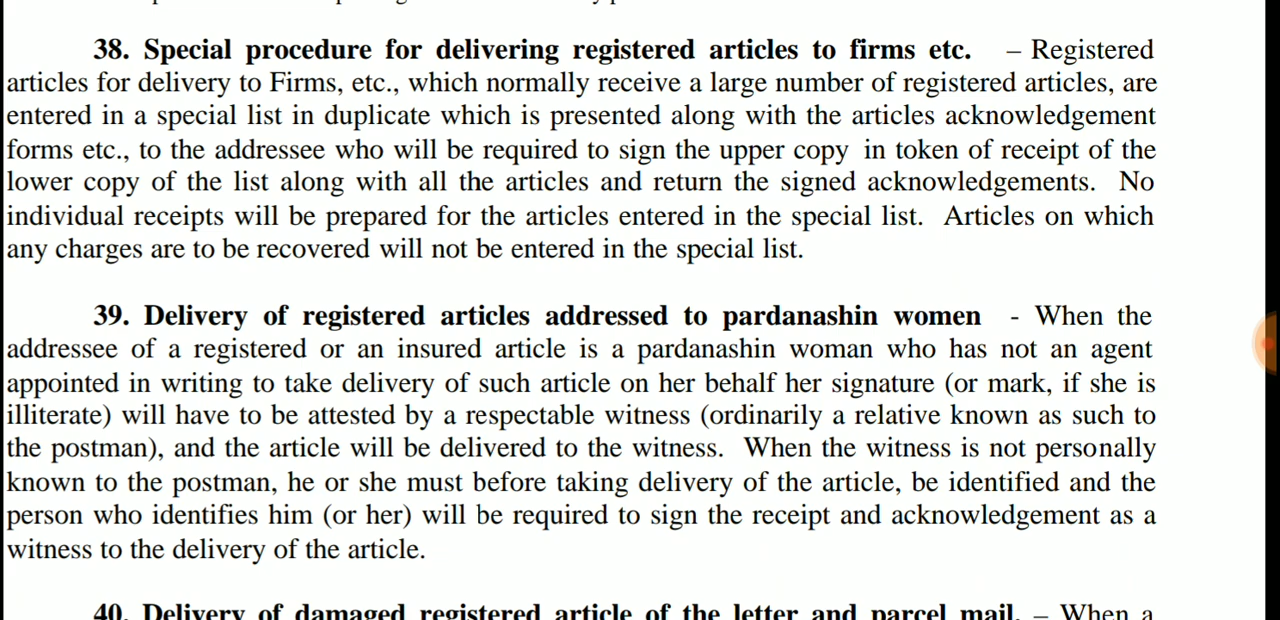 38. Special procedure for delivering registered articles to firms etc. – Registered
articles for delivery to Firms, etc., which normally receive a large number of registered articles, are
entered in a special list in duplicate which is presented along with the articles acknowledgement
forms etc., to the addressee who will be required to sign the upper copy in token of receipt of the
lower copy of the list along with all the articles and return the signed acknowledgements. No
individual receipts will be prepared for the articles entered in the special list. Articles on which
any charges are to be recovered will not be entered in the special list.
39. Delivery of registered articles addressed to pardanashin women - When the
addressee of a registered or an insured article is a pardanashin woman who has not an agent
appointed in writing to take delivery of such article on her behalf her signature (or mark, if she is
illiterate) will have to be attested by a respectable witness (ordinarily a relative known as such to
the postman), and the article will be delivered to the witness. When the witness is not personally
known to the postman, he or she must before taking delivery of the article, be identified and the
person who identifies him (or her) will be required to sign the receipt and acknowledgement as a
witness to the delivery of the article.
40. Delivery of damaged registered article of the letter and parcel mail. – When a